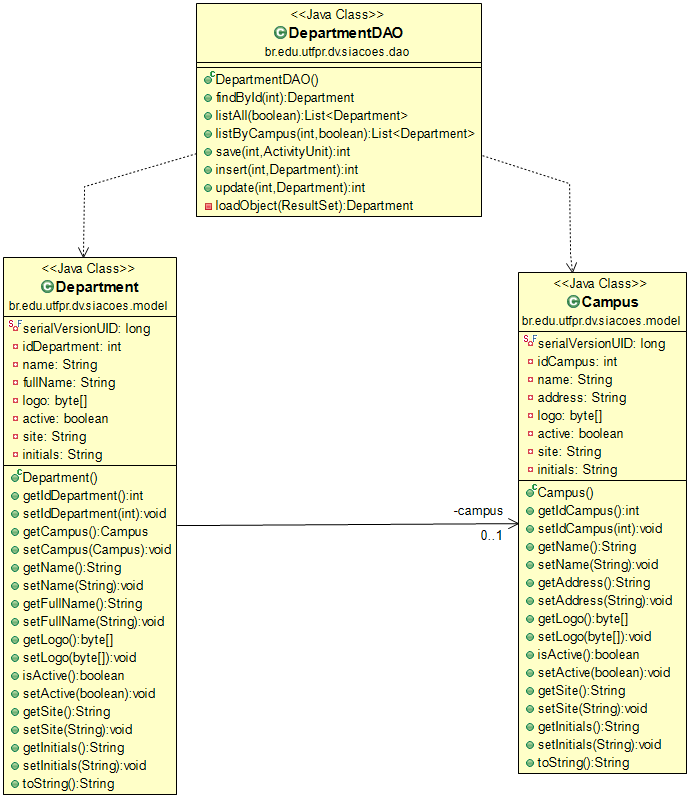 <<Java Class>>
DepartmentDAO
br.edu.utfpr.dv.siacoes.dao
DepartmentDAO()
findById(int):Department
listAll(boolean):List<Department>
listByCampus(int,boolean):List<Department>
save(int,ActivityUnit):int
insert(int,Department):int
update(int,Department):int
loadObject(ResultSet):Department
<<Java Class>>
Department
br.edu.utfpr.dv.siacoes.model
serialVersionUID: long
idDepartment: int
name: String
fullName: String
logo: byte[]
active: boolean
site: String
initials: String
Department()
getIdDepartment():int
setIdDepartment(int):void
getCampus():Campus
setCampus(Campus):void
getName():String
setName(String):void
getFullName():String
setFullName(String):void
getLogo():byte[]
setLogo(byte[]):void
isActive():boolean
setActive(boolean):void
getSite():String
setSite(String):void
getInitials():String
setInitials(String):void
toString():String
-campus
0..1
<<Java Class>>
Campus
br.edu.utfpr.dv.siacoes.model
serialVersionUID: long
idCampus: int
name: String
address: String
logo: byte[]
active: boolean
site: String
initials: String
Campus()
getIdCampus():int
setIdCampus(int):void
getName():String
setName(String):void
getAddress():String
setAddress(String):void
getLogo():byte[]
setLogo(byte[]):void
isActive():boolean
setActive(boolean):void
getSite():String
setSite(String):void
getInitials():String
setInitials(String):void
toString():String